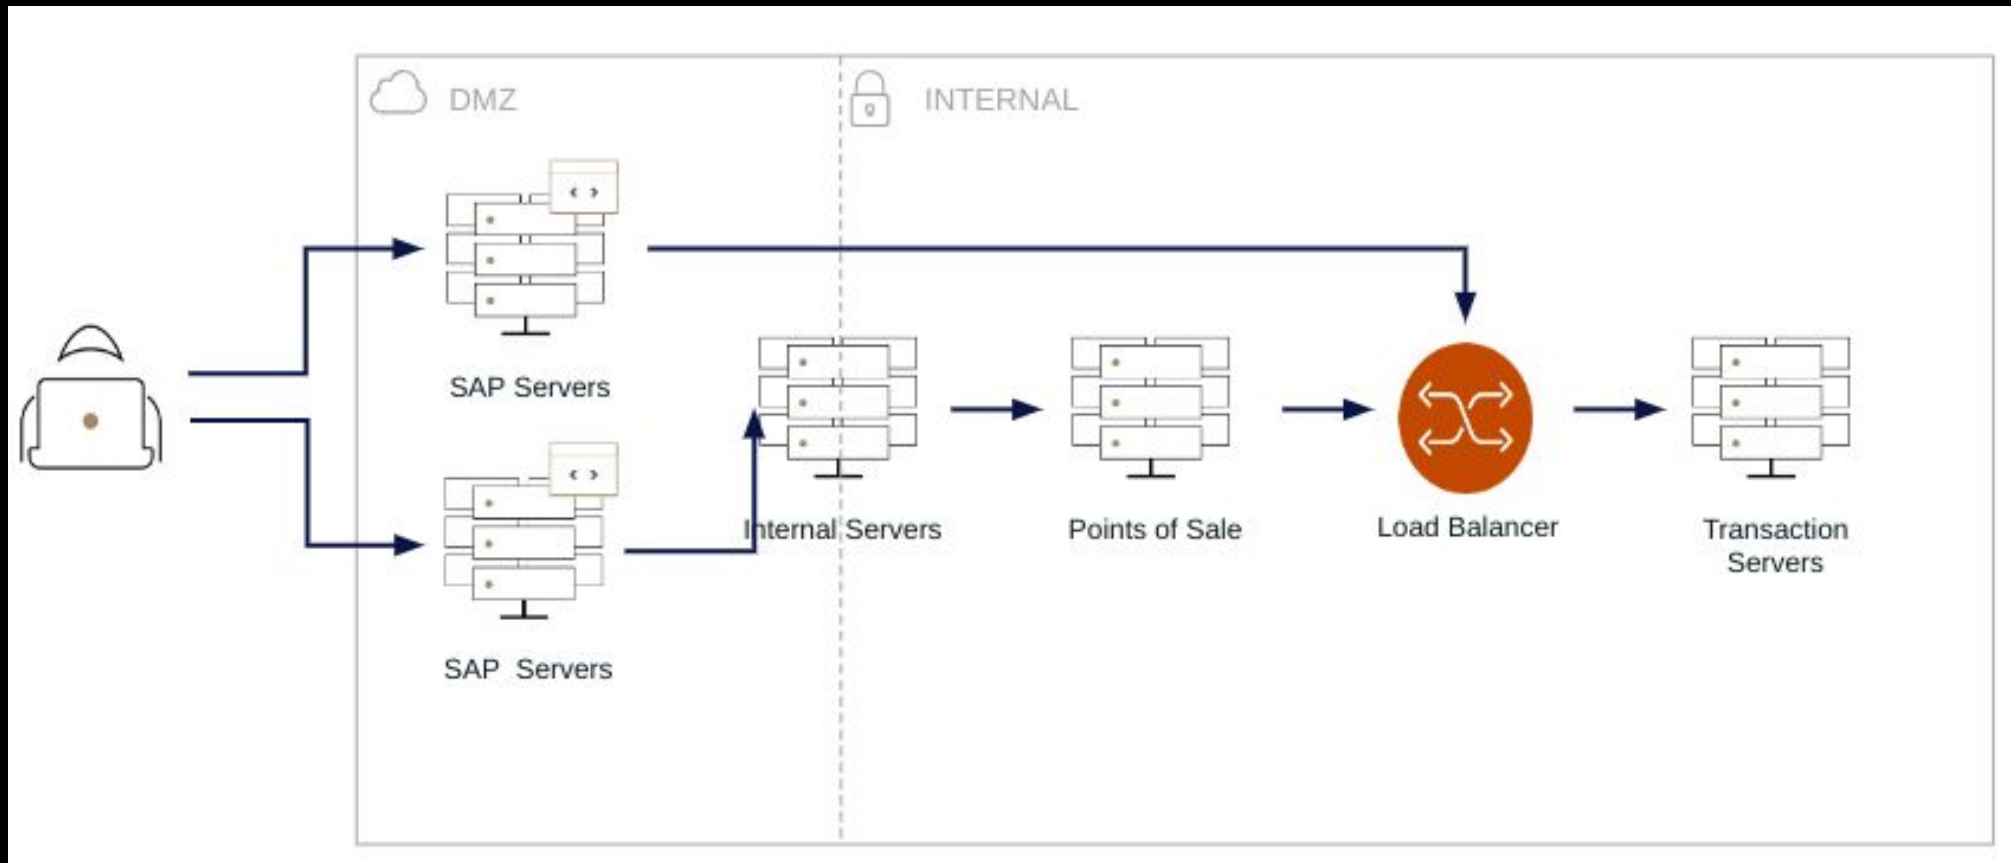 DMZ
INTERNAL
SAP Servers
Internal Servers
Points of Sale
Load Balancer
Transaction
Servers
SAP Servers